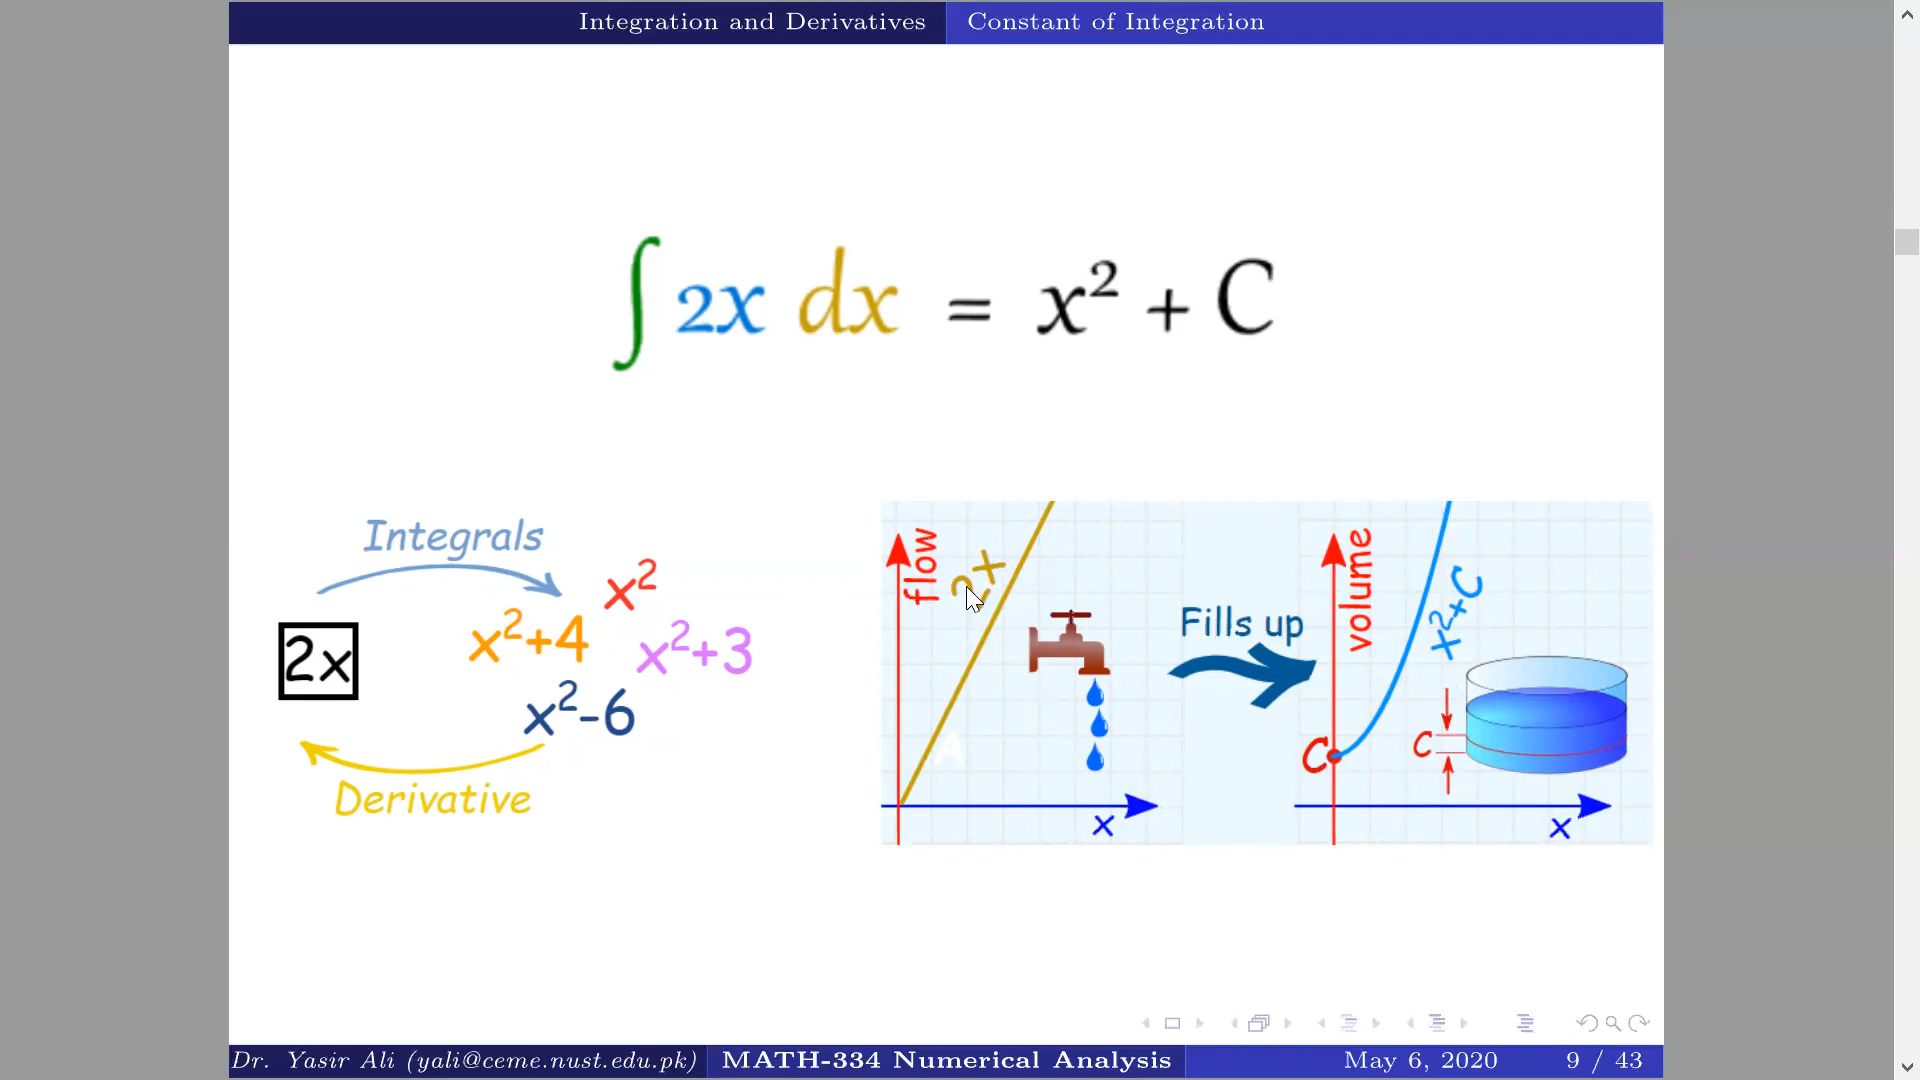 Integration and Derivatives Constant of Integration
∫ 2x dx = x² + C
Integrals
2x
x²
x²+4
x²+3
x²-6
Derivative
flow
2x
A
x
Fills up
volume
x²+C
C
C
x
Dr. Yasir Ali (yali@ceme.nust.edu.pk) MATH-334 Numerical Analysis May 6, 2020 9 / 43